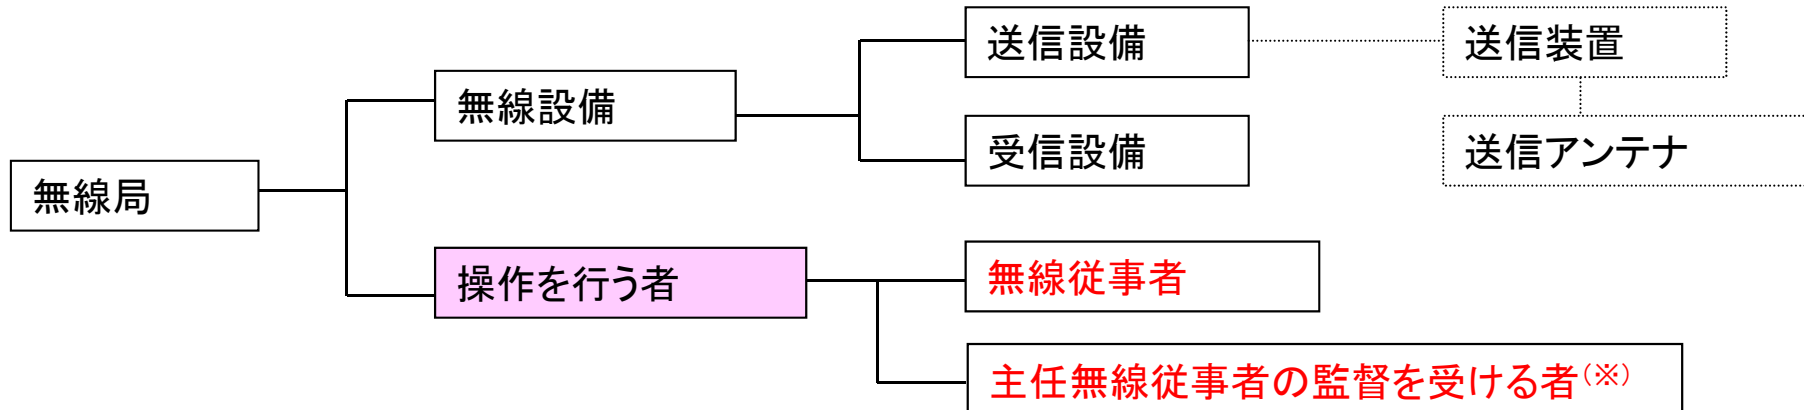 送信設備
送信装置
無線設備
受信設備
送信アンテナ
無線局
操作を行う者
無線従事者
主任無線従事者の監督を受ける者(※)